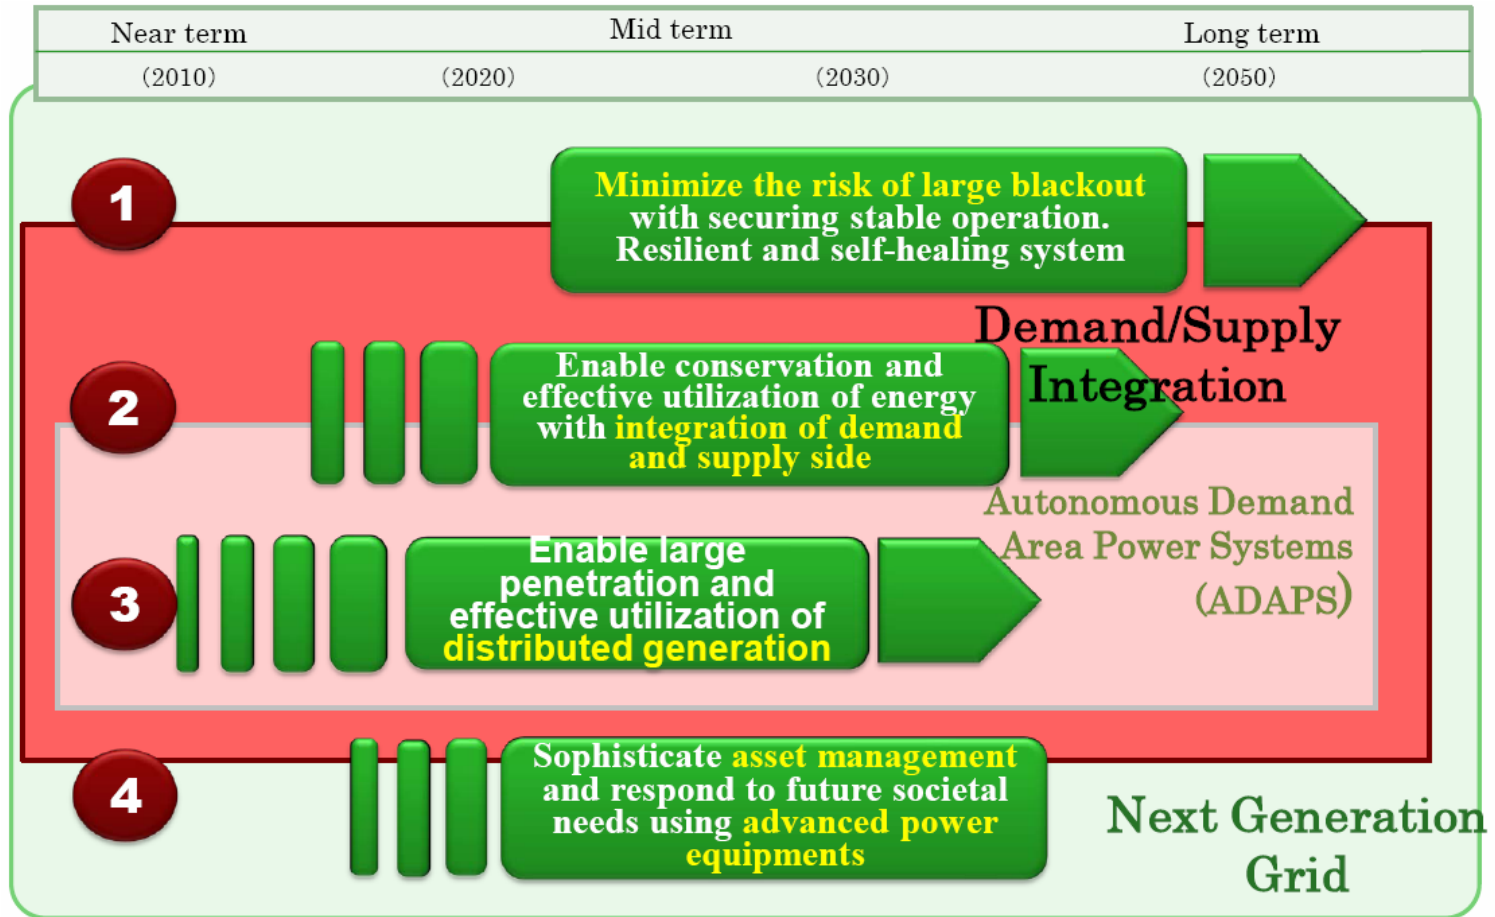 Near term
Mid term
Long term
(2010)
(2020)
(2030)
(2050)
1
Minimize the risk of large blackout
with securing stable operation.
Resilient and self-healing system
Demand/Supply
Integration
2
Enable conservation and
effective utilization of energy
with integration of demand
and supply side
Autonomous Demand
Area Power Systems
(ADAPS)
3
Enable large
penetration and
effective utilization of
distributed generation
4
Sophisticate asset management
and respond to future societal
needs using advanced power
equipments
Next Generation
Grid